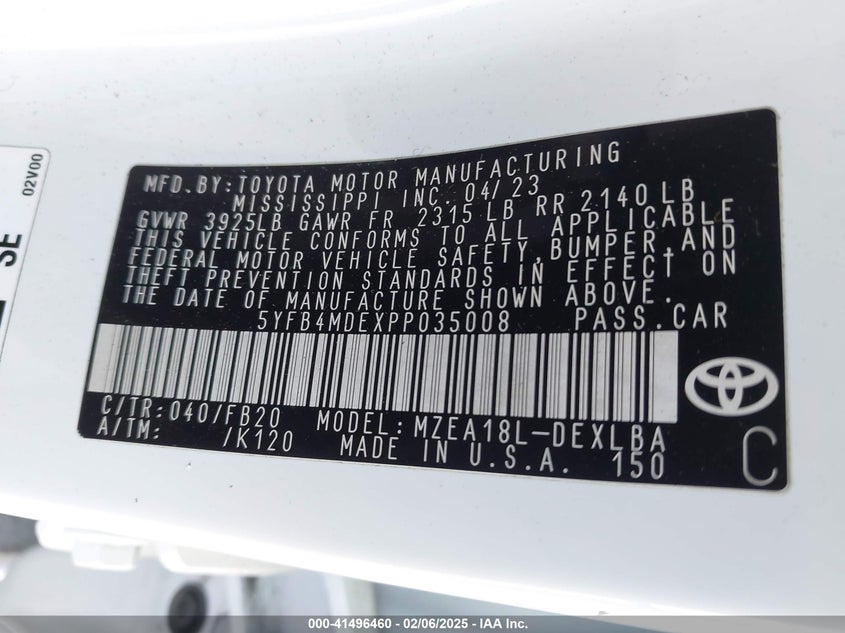 MFD.BY:TOYOTA MOTOR MANUFACTURING
MISSISSIPPI INC. 04/23
GVWR 3925LB GAWR FR 2315 LB RR 2140 LB
THIS VEHICLE CONFORMS TO ALL APPLICABLE
FEDERAL MOTOR VEHICLE SAFETY,BUMPER,AND
THEFT PREVENTION STANDARDS IN EFFECT ON
THE DATE OF MANUFACTURE SHOWN ABOVE.
5YFB4MDEXPP035008 PASS.CAR
C/TR:040/FB20 MODEL:MZEA18L-DEXLBA
A/TM: /K120 MADE IN U.S.A. 150
C
02V00
SE
000-41496460 - 02/06/2025 - IAA Inc.